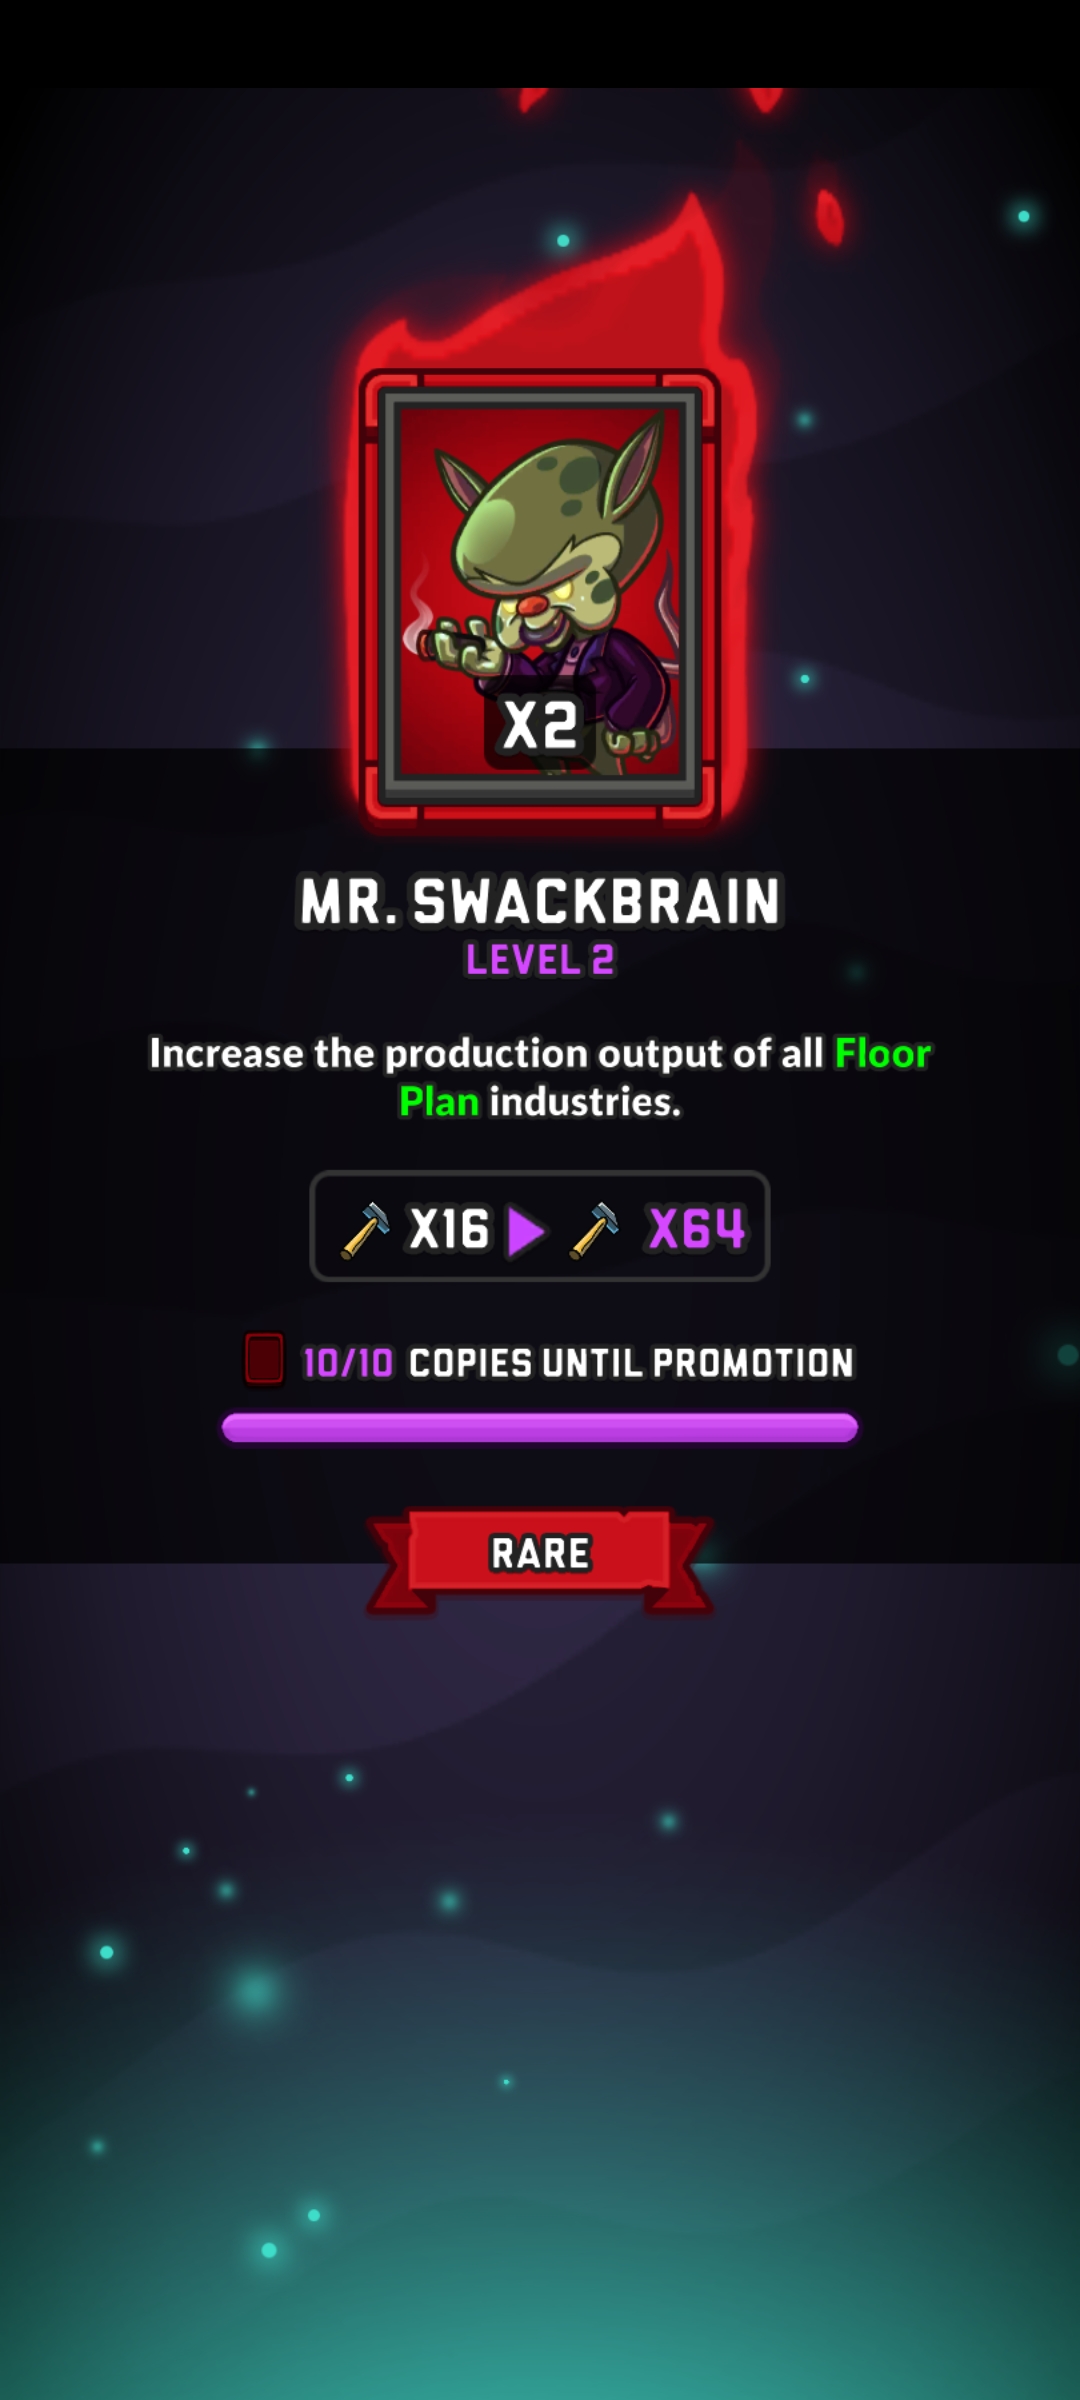 X2
MR. SWACKBRAIN
LEVEL 2
Increase the production output of all Floor
Plan industries.
X16 X64
10/10 COPIES UNTIL PROMOTION
RARE